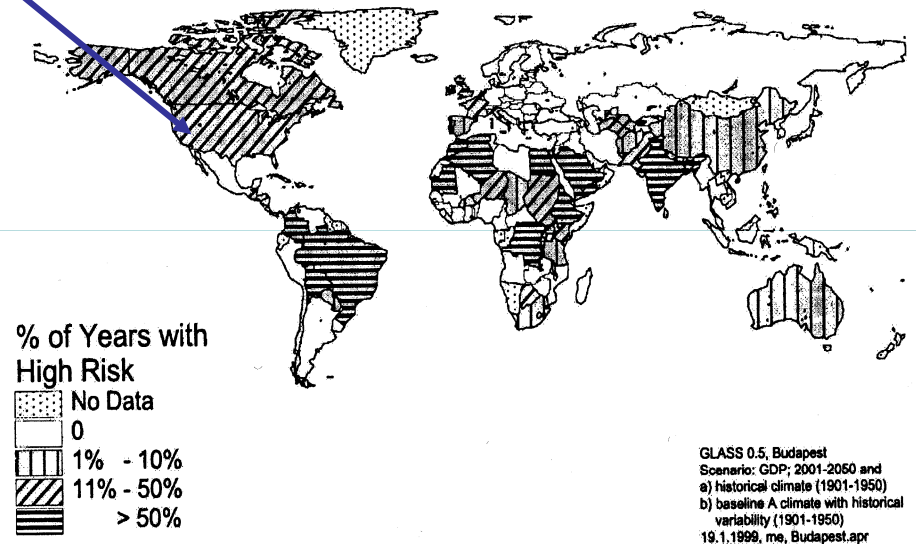 % of Years with
High Risk
No Data
0
1% - 10%
11% - 50%
> 50%
GLASS 0.5, Budapest
Scenario: GDP; 2001-2050 and
a) historical climate (1901-1950)
b) baseline A climate with historical
variability (1901-1950)
19.1.1999, me, Budapest.apr